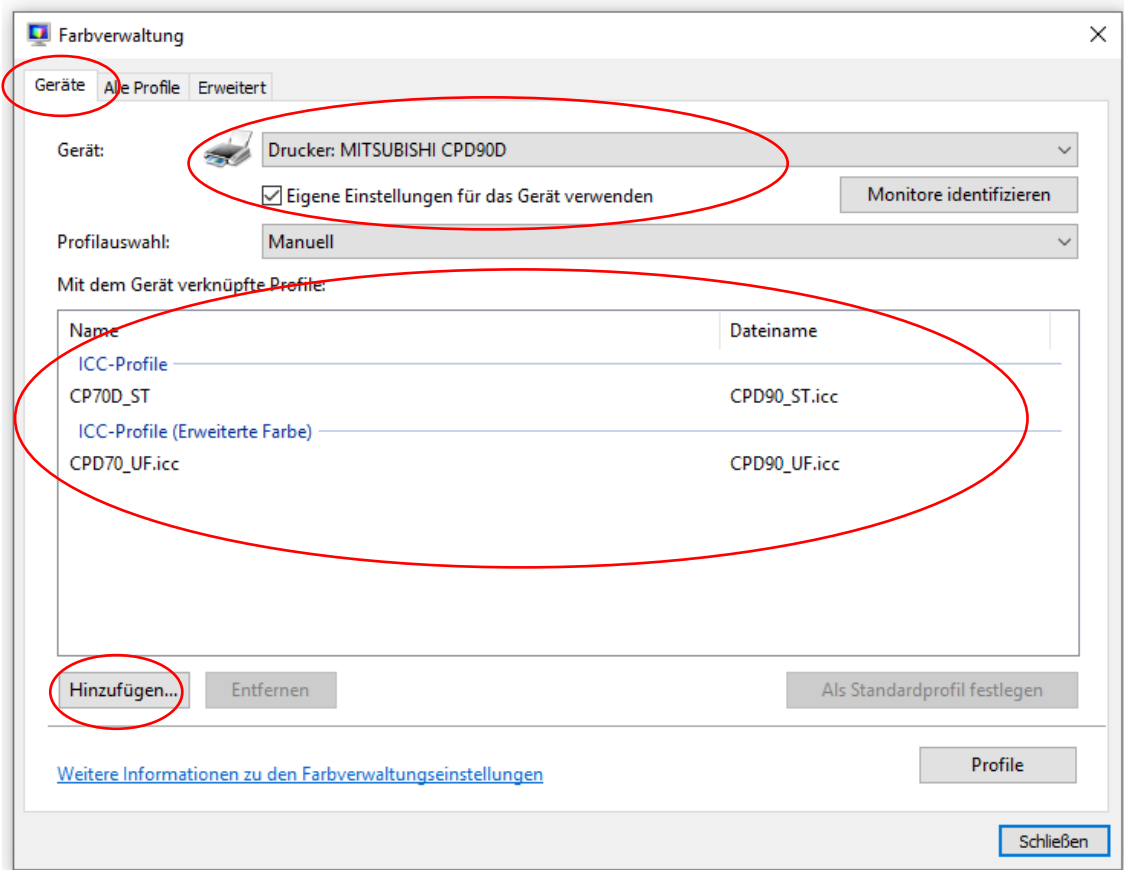 Farbverwaltung
Geräte Alle Profile Erweitert
Gerät: Drucker: MITSUBISHI CPD90D
Eigene Einstellungen für das Gerät verwenden Monitore identifizieren
Profilauswahl: Manuell
Mit dem Gerät verknüpfte Profile:
Name Dateiname
ICC-Profile
CP70D_ST CPD90_ST.icc
ICC-Profile (Erweiterte Farbe)
CPD70_UF.icc CPD90_UF.icc
Hinzufügen... Entfernen Als Standardprofil festlegen
Weitere Informationen zu den Farbverwaltungseinstellungen Profile
Schließen